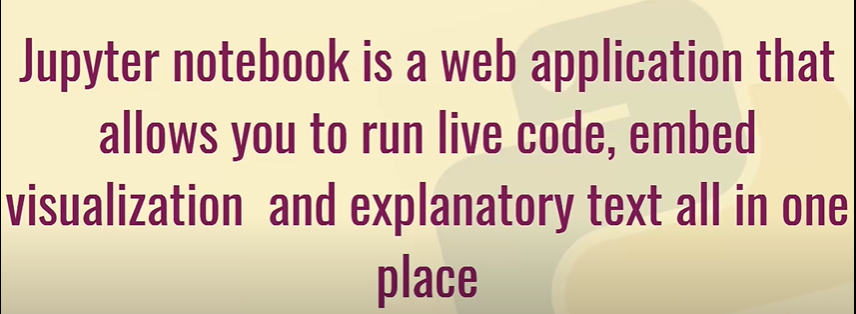 Jupyter notebook is a web application that
allows you to run live code, embed
visualization  and explanatory text all in one
place